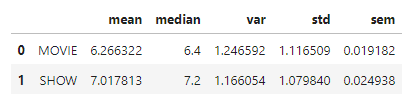 mean median var std sem
0 MOVIE 6.266322 6.4 1.246592 1.116509 0.019182
1 SHOW 7.017813 7.2 1.166054 1.079840 0.024938